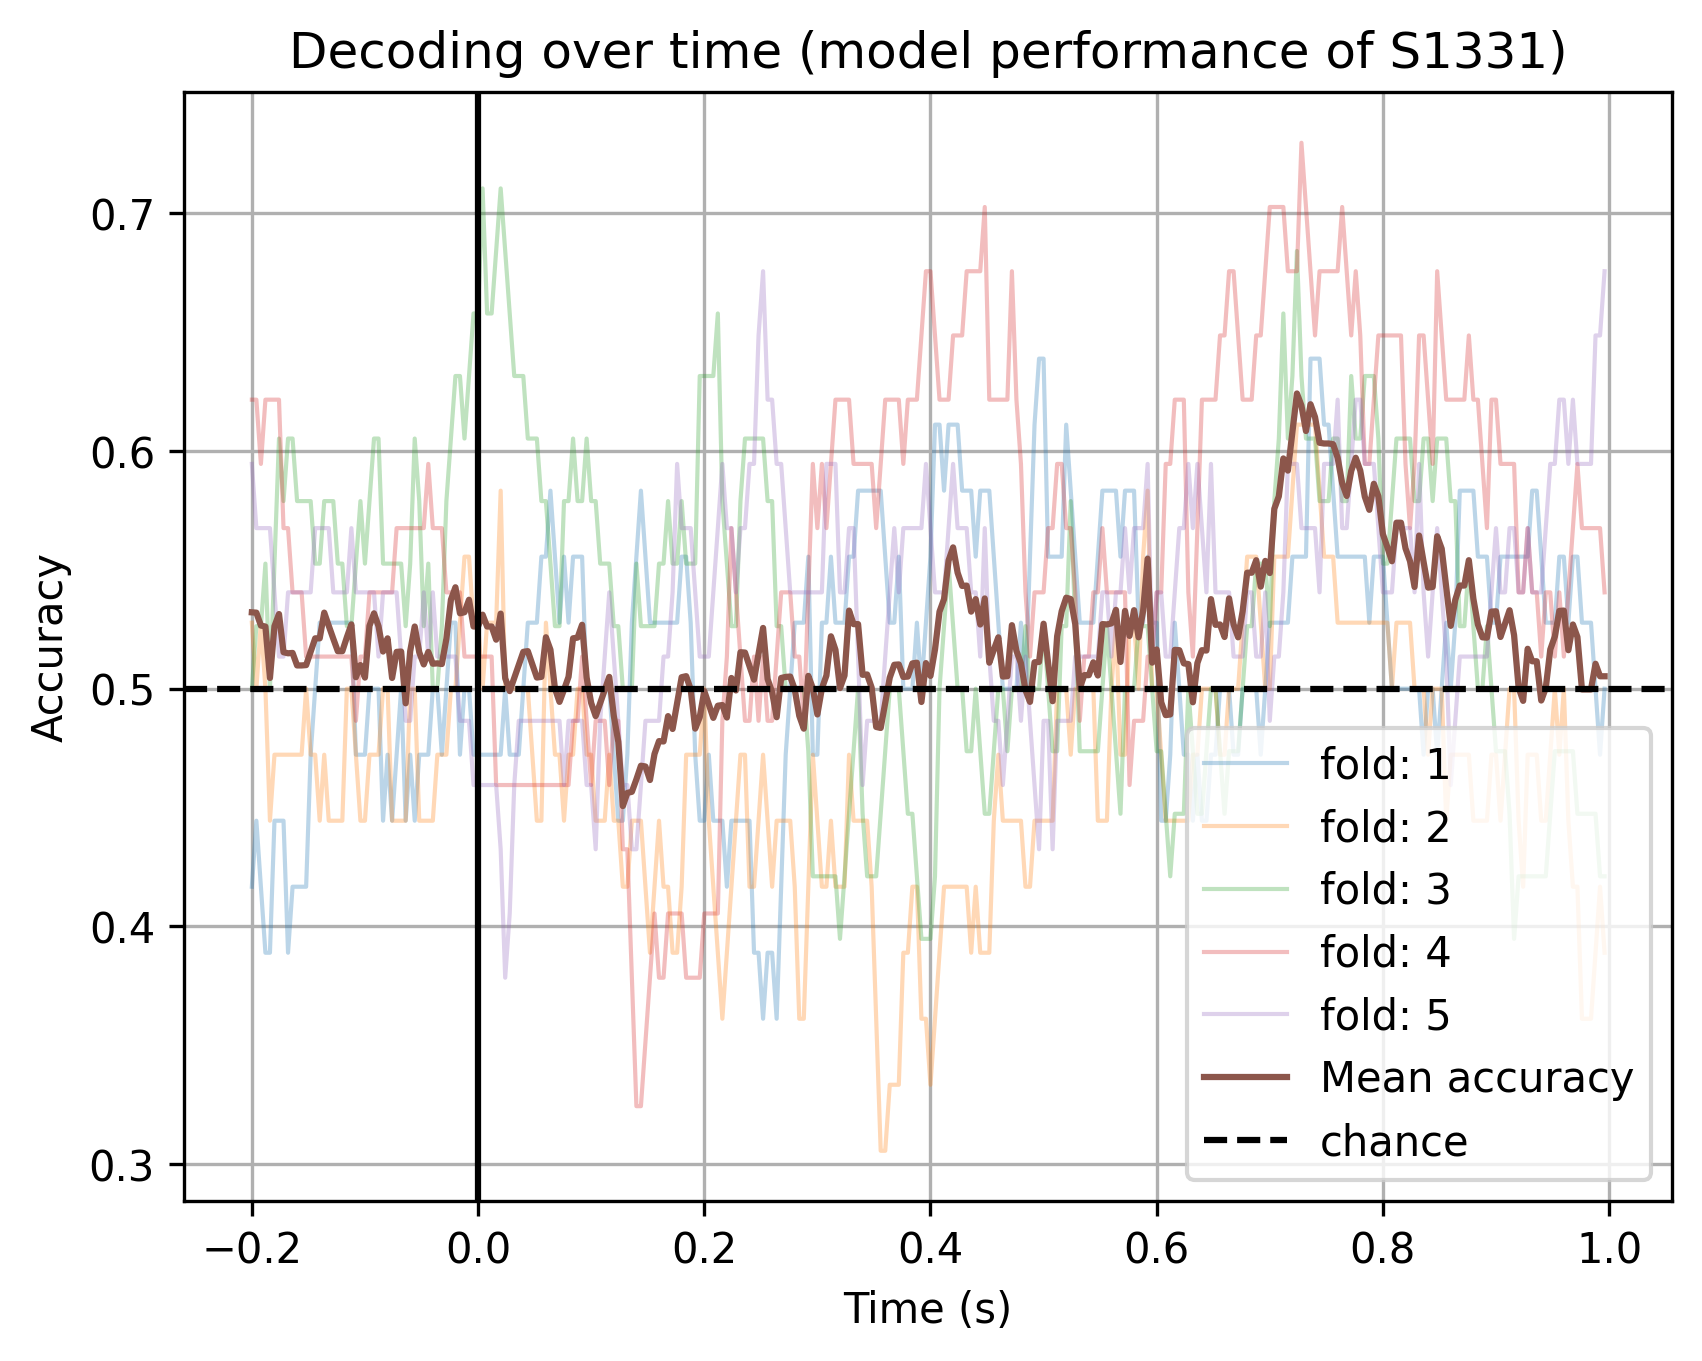 Decoding over time (model performance of S1331)
Accuracy
0.7
0.6
0.5
0.4
0.3
fold: 1
fold: 2
fold: 3
fold: 4
fold: 5
Mean accuracy
chance
−0.2 0.0 0.2 0.4 0.6 0.8 1.0
Time (s)